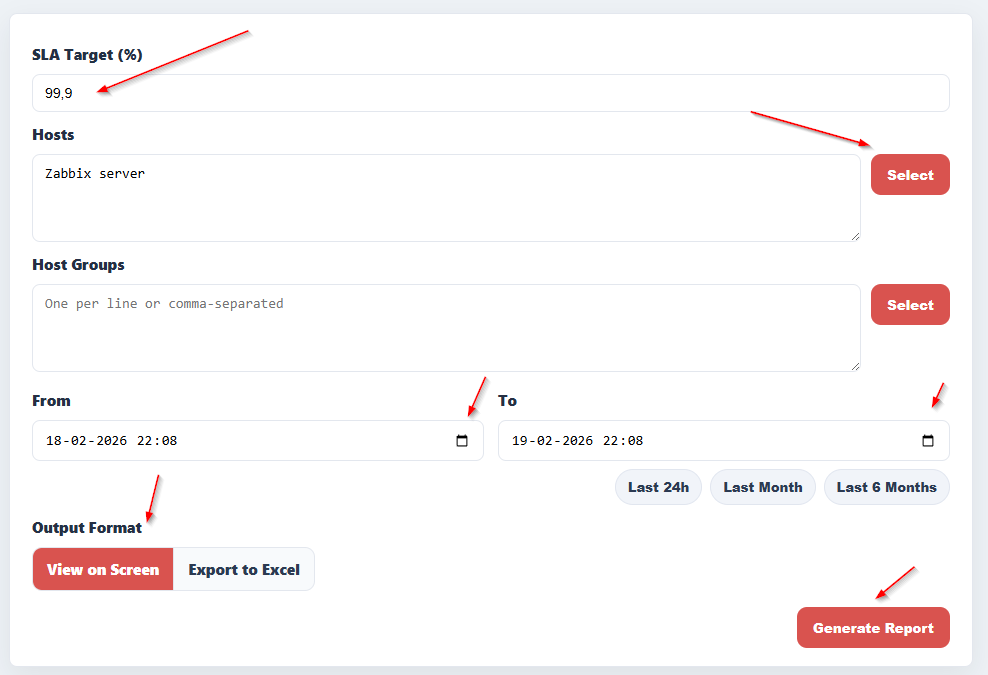 SLA Target (%)
99,9
Hosts
Zabbix server
Select
Host Groups
One per line or comma-separated
Select
From
To
18-02-2026 22:08
19-02-2026 22:08
Last 24h
Last Month
Last 6 Months
Output Format
View on Screen
Export to Excel
Generate Report